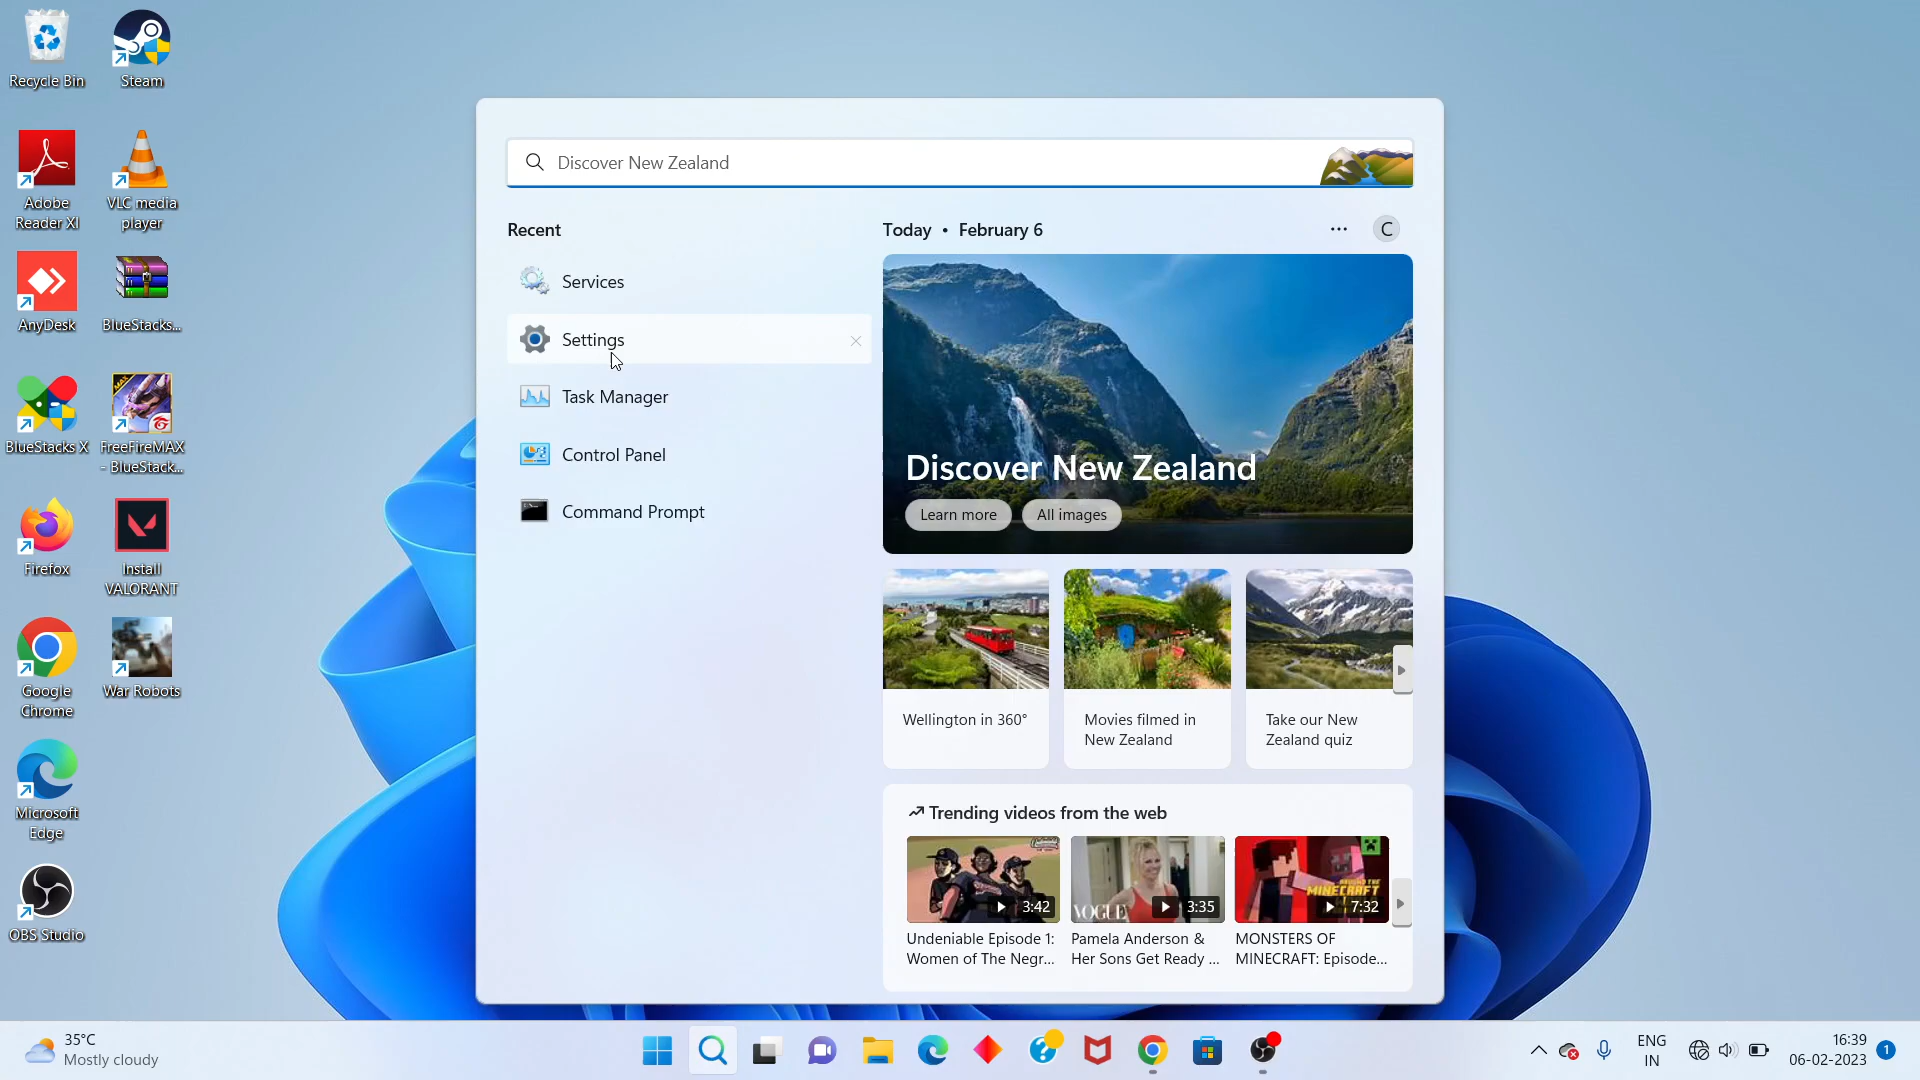 Recycle Bin
Steam
Adobe
Reader XI
VLC media
player
AnyDesk
BlueStacks...
BlueStacks X
FreeFireMAX
- BlueStack...
Firefox
Install
VALORANT
Google
Chrome
War Robots
Microsoft
Edge
OBS Studio
Discover New Zealand
Recent
Services
Settings
Task Manager
Control Panel
Command Prompt
Today • February 6
C
Discover New Zealand
Learn more
All images
Wellington in 360°
Movies filmed in
New Zealand
Take our New
Zealand quiz
Trending videos from the web
3:42
VOGUE
3:35
MINECRAFT
7:32
Undeniable Episode 1:
Women of The Negr...
Pamela Anderson &
Her Sons Get Ready ...
MONSTERS OF
MINECRAFT: Episode...
35°C
Mostly cloudy
ENG
IN
16:39
06-02-2023
1